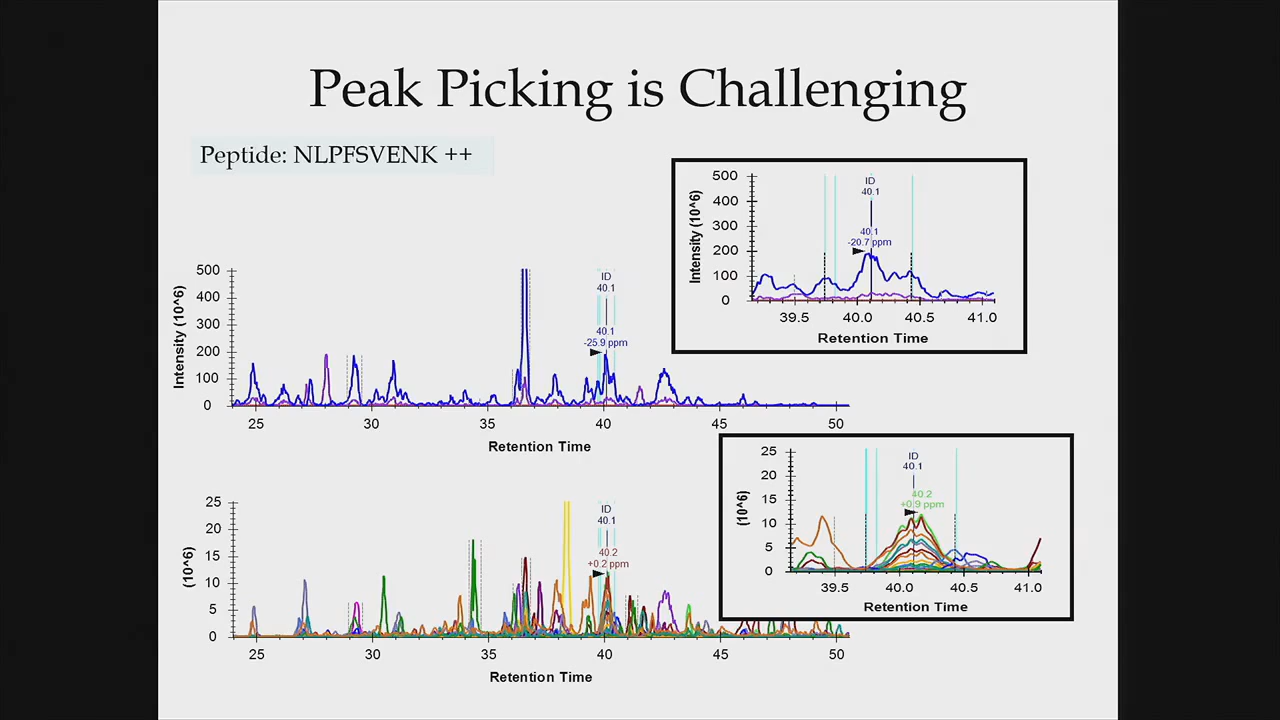 Peak Picking is Challenging
Peptide: NLPFSVENK ++
500
400
300
200
100
0
Intensity (10^6)
ID
40.1
40.1
-20.7 ppm
39.5 40.0 40.5 41.0
Retention Time
500
400
300
200
100
0
Intensity (10^6)
ID
40.1
40.1
-25.9 ppm
25 30 35 40 45 50
Retention Time
25
20
15
10
5
0
(10^6)
ID
40.1
40.2
+0.9 ppm
39.5 40.0 40.5 41.0
Retention Time
25
20
15
10
5
0
(10^6)
ID
40.1
40.2
+0.2 ppm
25 30 35 40 45 50
Retention Time